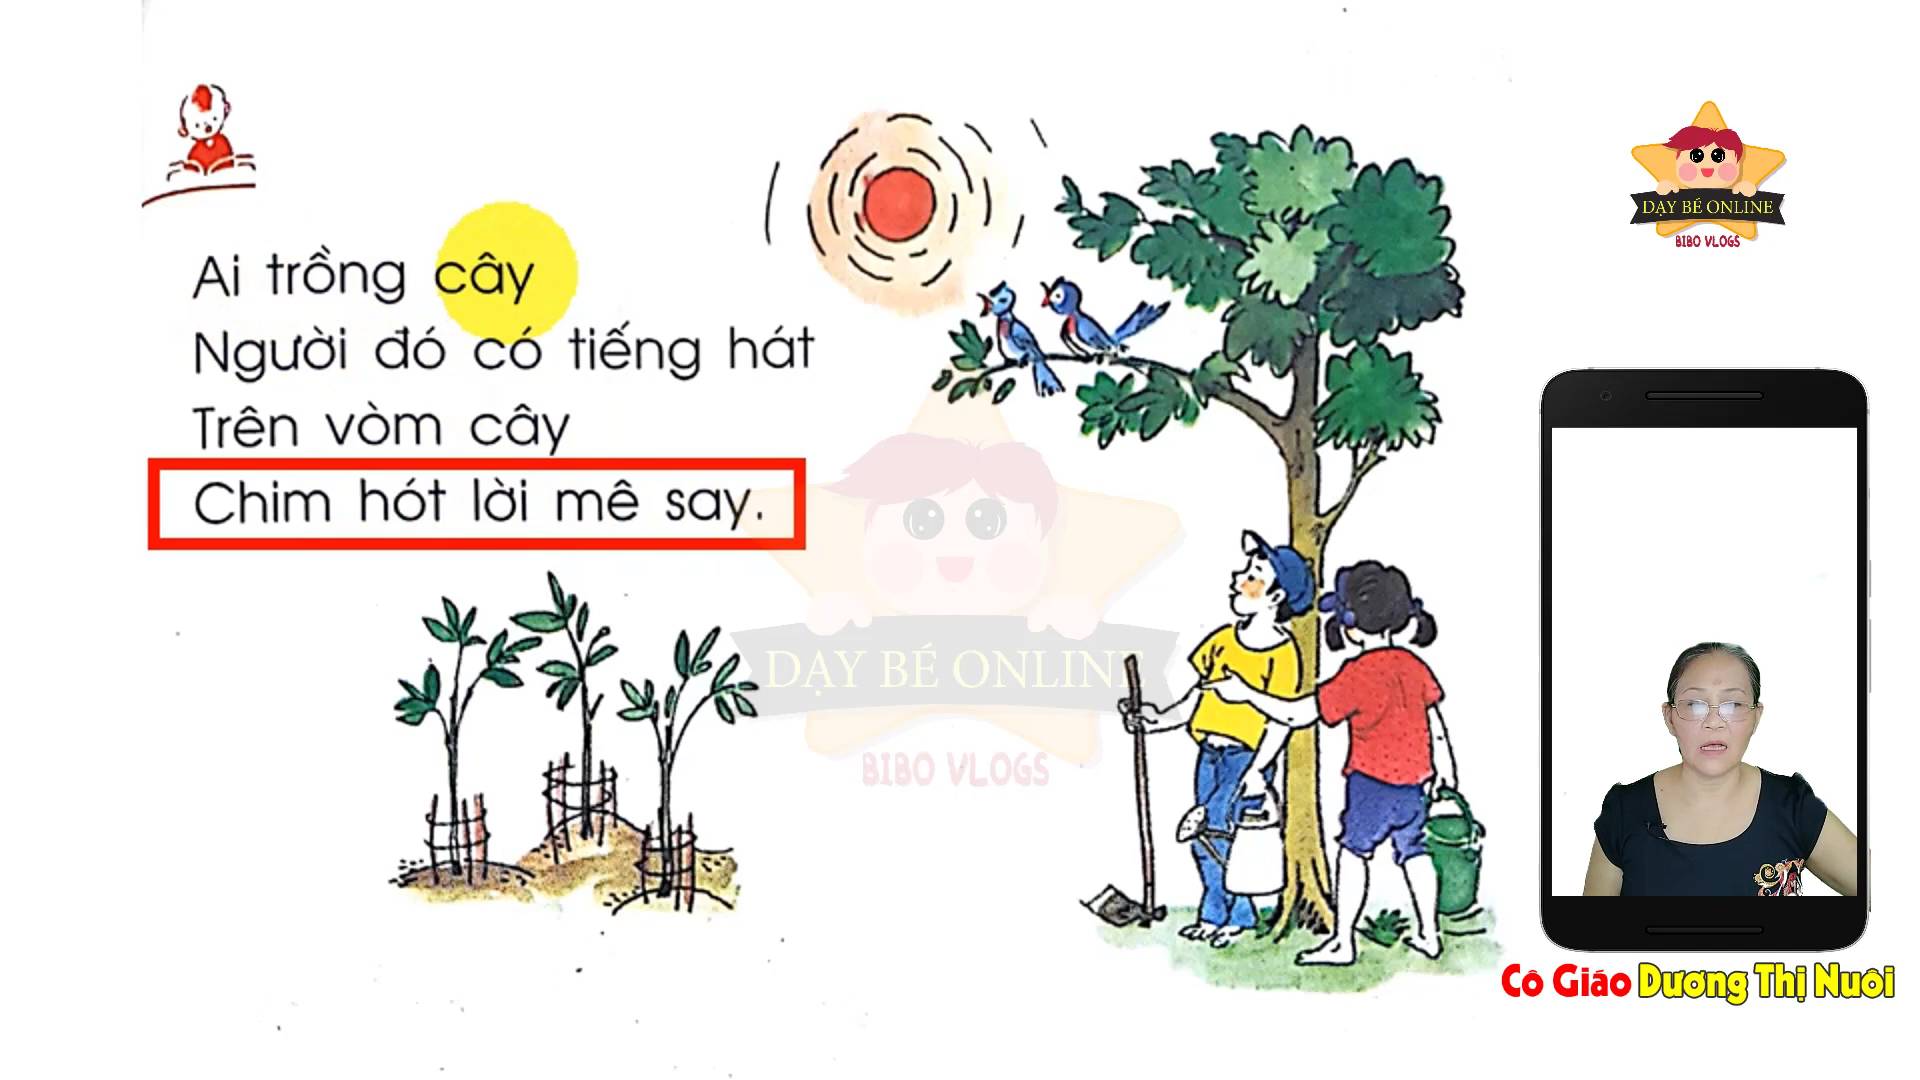 Ai trồng cây
Người đó có tiếng hát
Trên vòm cây
Chim hót lời mê say.
DẠY BÉ ONLINE
BIBO VLOGS
DẠY BÉ ONLINE
BIBO VLOGS
Cô Giáo Dương Thị Nuôi